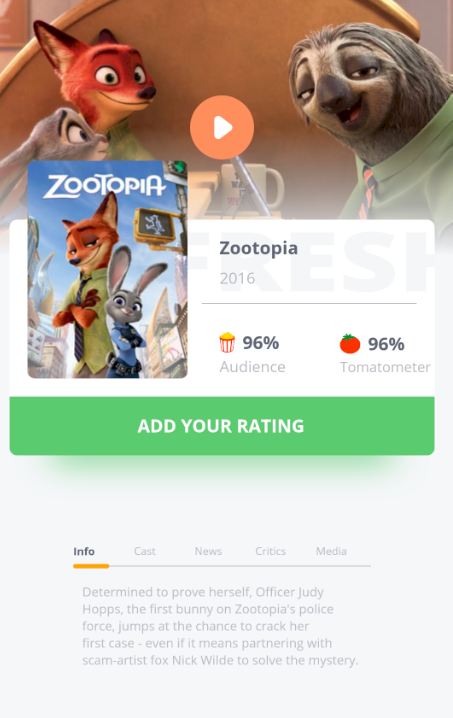 ZOOTOPIA
FRESH
Zootopia
2016
96%
Audience
96%
Tomatometer
ADD YOUR RATING
Info Cast News Critics Media
Determined to prove herself, Officer Judy
Hopps, the first bunny on Zootopia's police
force, jumps at the chance to crack her
first case - even if it means partnering with
scam-artist fox Nick Wilde to solve the mystery.